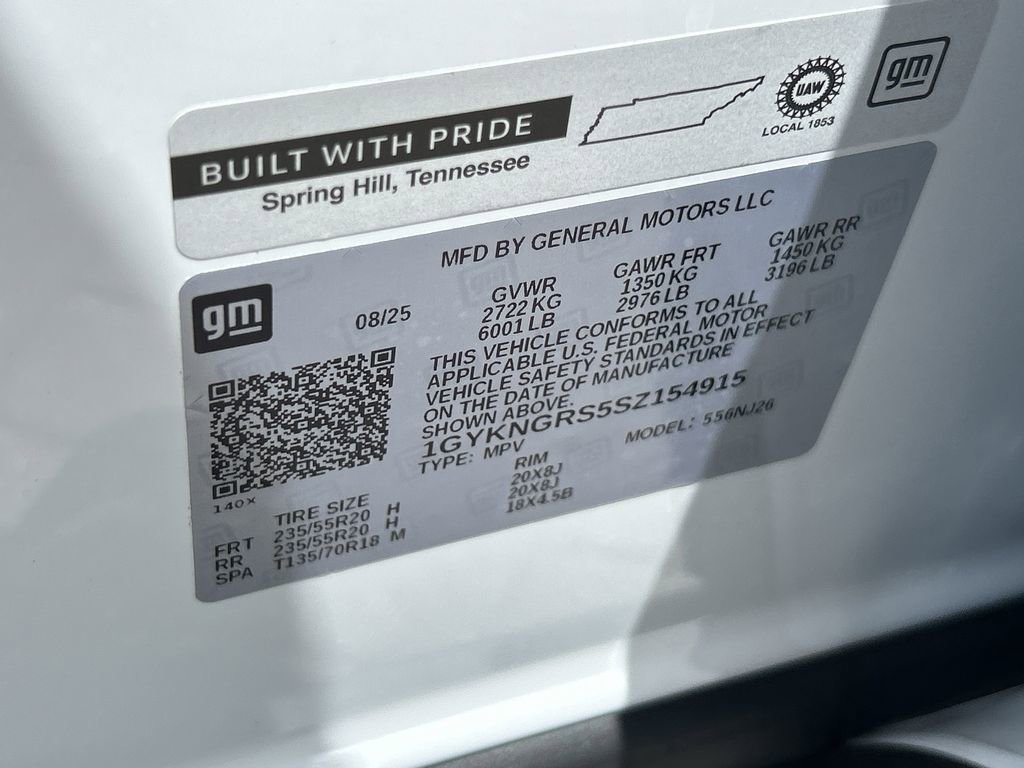 BUILT WITH PRIDE
Spring Hill, Tennessee
UAW
LOCAL 1853
gm
MFD BY GENERAL MOTORS LLC
gm
08/25
GVWR
2722 KG
6001 LB
GAWR FRT
1350 KG
2976 LB
GAWR RR
1450 KG
3196 LB
THIS VEHICLE CONFORMS TO ALL
APPLICABLE U.S. FEDERAL MOTOR
VEHICLE SAFETY STANDARDS IN EFFECT
ON THE DATE OF MANUFACTURE
SHOWN ABOVE.
1GYKNGRS5SZ154915
TYPE: MPV MODEL: 556NJ26
140X
TIRE SIZE RIM
FRT 235/55R20 H 20X8J
RR 235/55R20 H 20X8J
SPA T135/70R18 M 18X4.5B